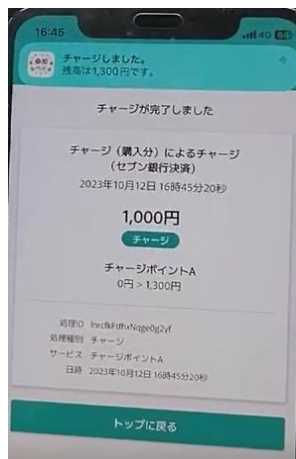 16:45
4G 86
チャージしました。
残高は1,300円です。
チャージが完了しました
チャージ（購入分）によるチャージ
（セブン銀行決済）
2023年10月12日 16時45分20秒
1,000円
チャージ
チャージポイントA
0円 > 1,300円
処理ID
処理種別 チャージ
サービス チャージポイントA
日時 2023年10月12日 16時45分20秒
トップに戻る